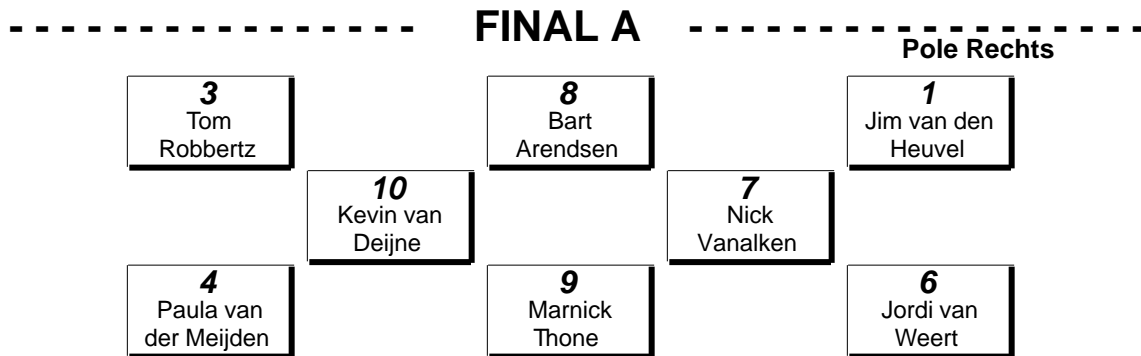 FINAL A
Pole Rechts
3
Tom
Robbertz
8
Bart
Arendsen
1
Jim van den
Heuvel
10
Kevin van
Deijne
7
Nick
Vanalken
4
Paula van
der Meijden
9
Marnick
Thone
6
Jordi van
Weert